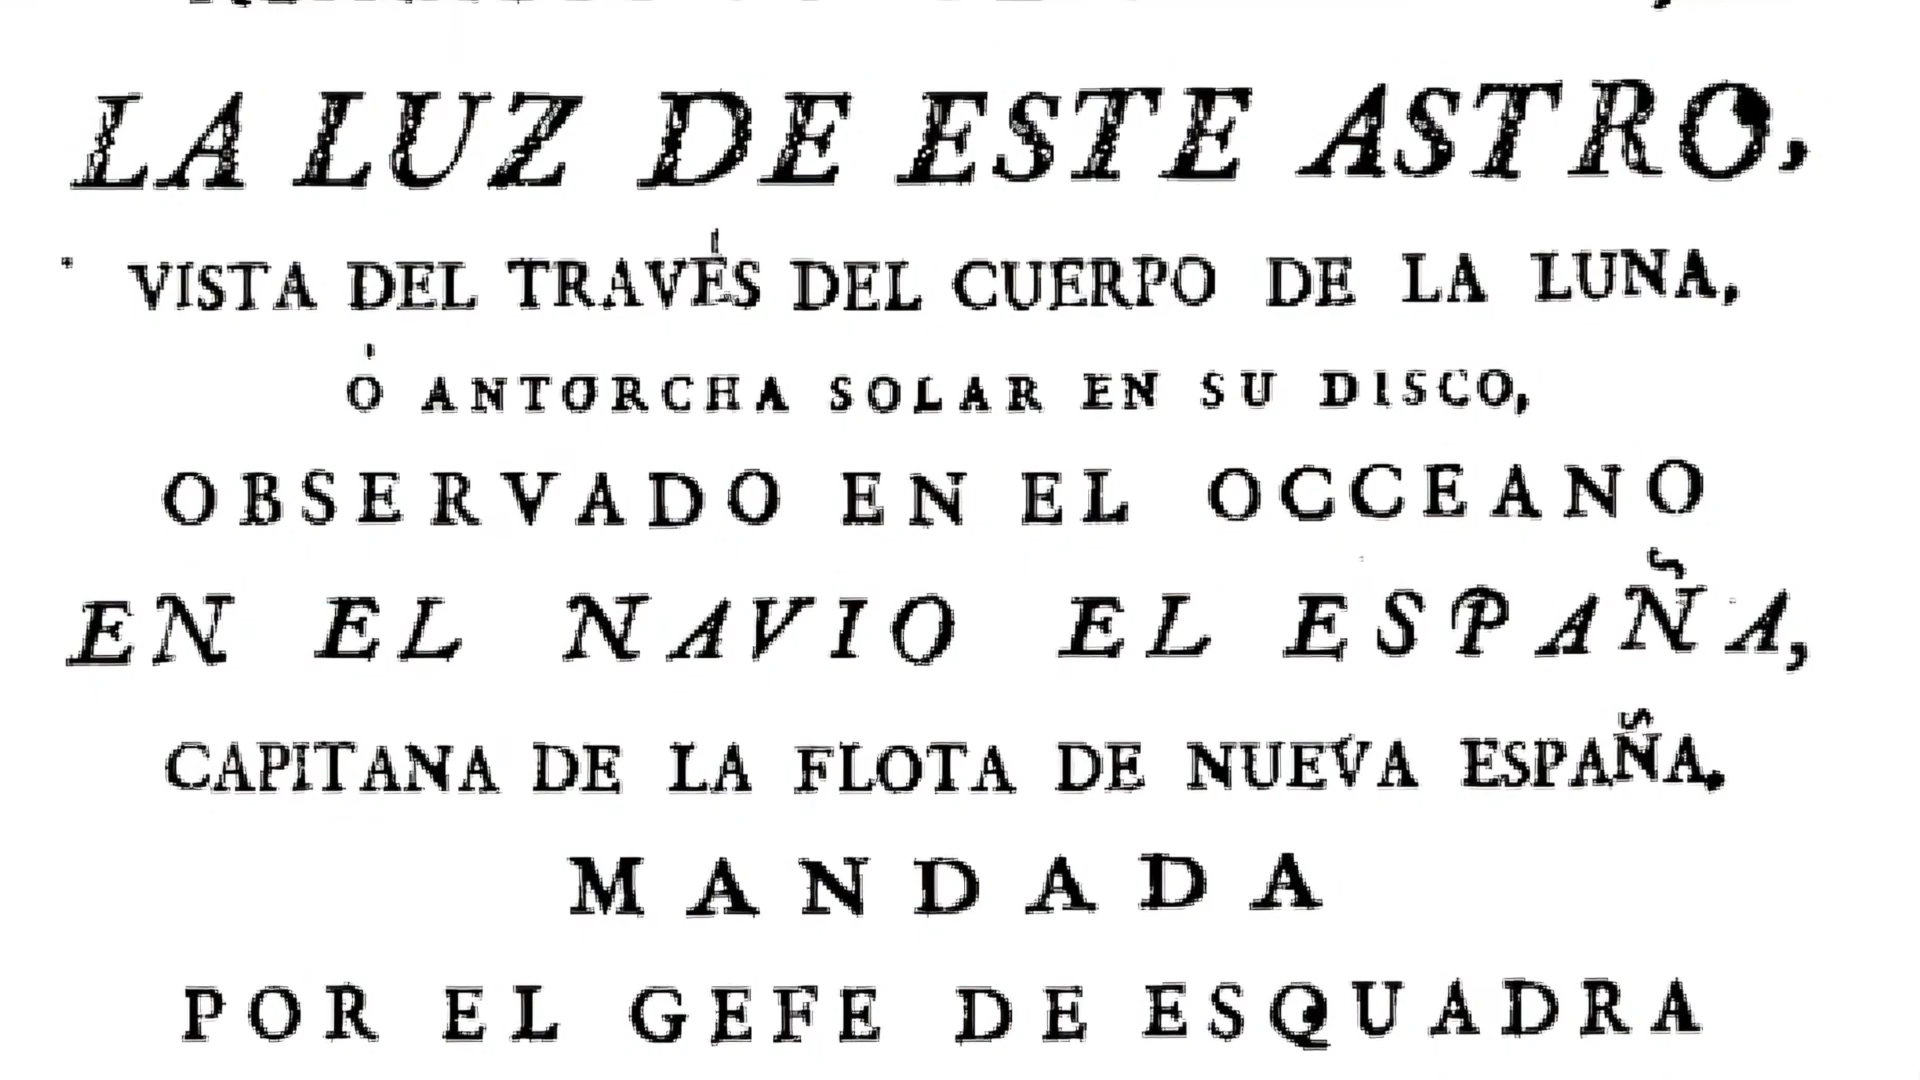 LA LUZ DE ESTE ASTRO,
VISTA DEL TRAVÉS DEL CUERPO DE LA LUNA,
Ó ANTORCHA SOLAR EN SU DISCO,
OBSERVADO EN EL OCCEANO
EN EL NAVIO EL ESPAÑA,
CAPITANA DE LA FLOTA DE NUEVA ESPAÑA,
MANDADA
POR EL GEFE DE ESQUADRA